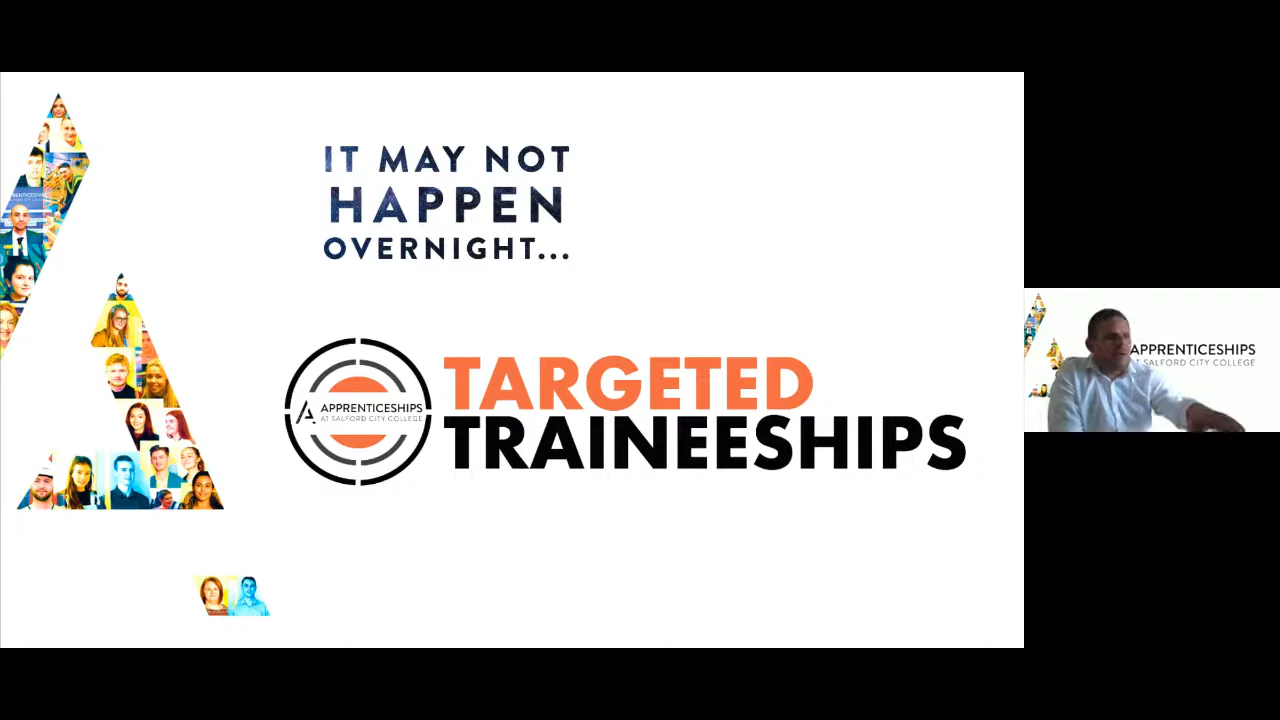 IT MAY NOT
HAPPEN
OVERNIGHT...
APPRENTICESHIPS
AT SALFORD CITY COLLEGE
TARGETED
TRAINEESHIPS
APPRENTICESHIPS
AT SALFORD CITY COLLEGE